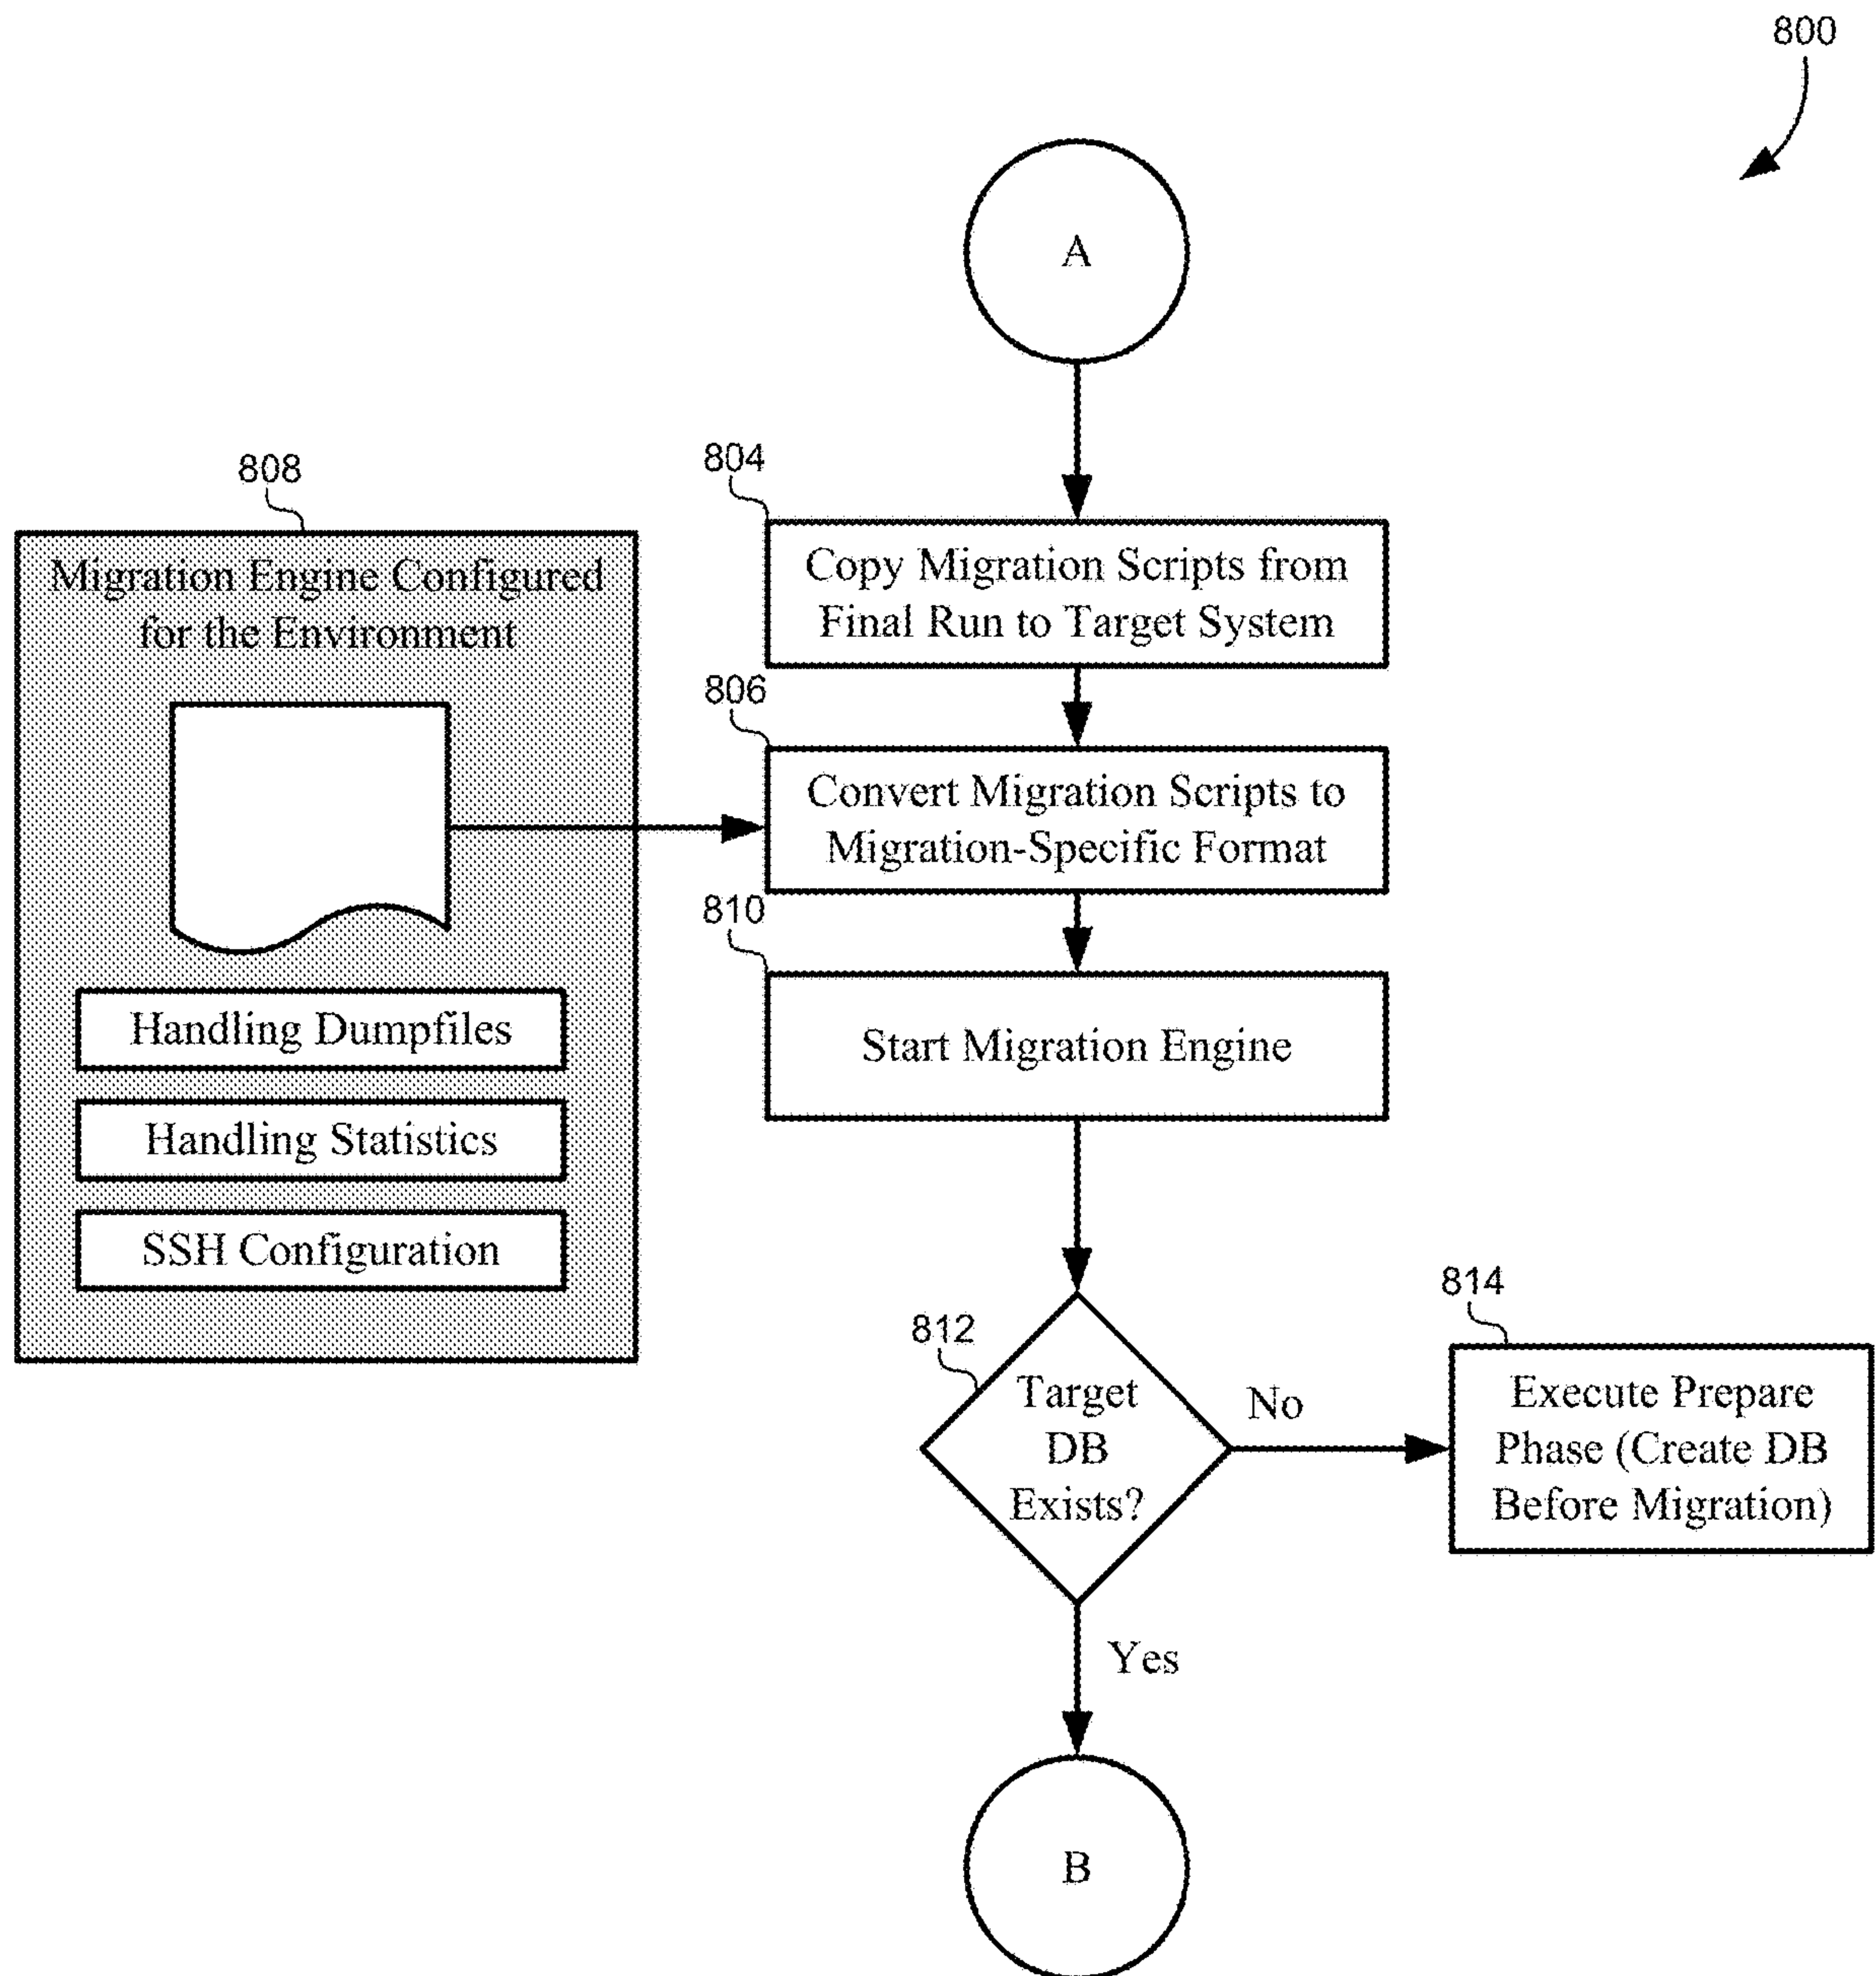 800
A
804
Copy Migration Scripts from
Final Run to Target System
808
Migration Engine Configured
for the Environment
806
Convert Migration Scripts to
Migration-Specific Format
810
Start Migration Engine
Handling Dumpfiles
Handling Statistics
SSH Configuration
812
Target
DB
Exists?
No
814
Execute Prepare
Phase (Create DB
Before Migration)
Yes
B